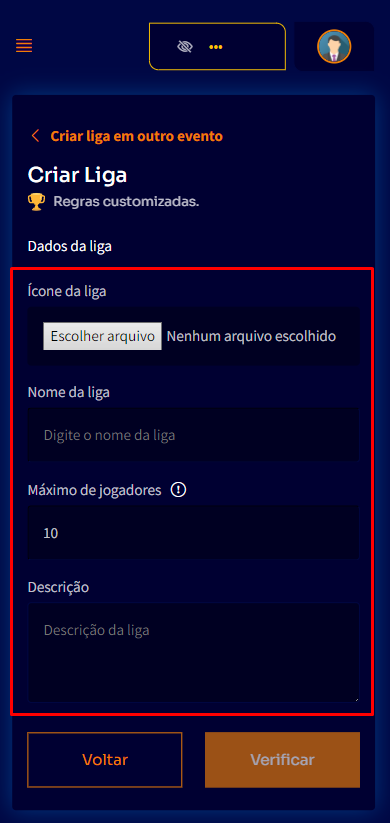 Criar liga em outro evento
Criar Liga
Regras customizadas.
Dados da liga
Ícone da liga
Escolher arquivo Nenhum arquivo escolhido
Nome da liga
Digite o nome da liga
Máximo de jogadores
10
Descrição
Descrição da liga
Voltar Verificar